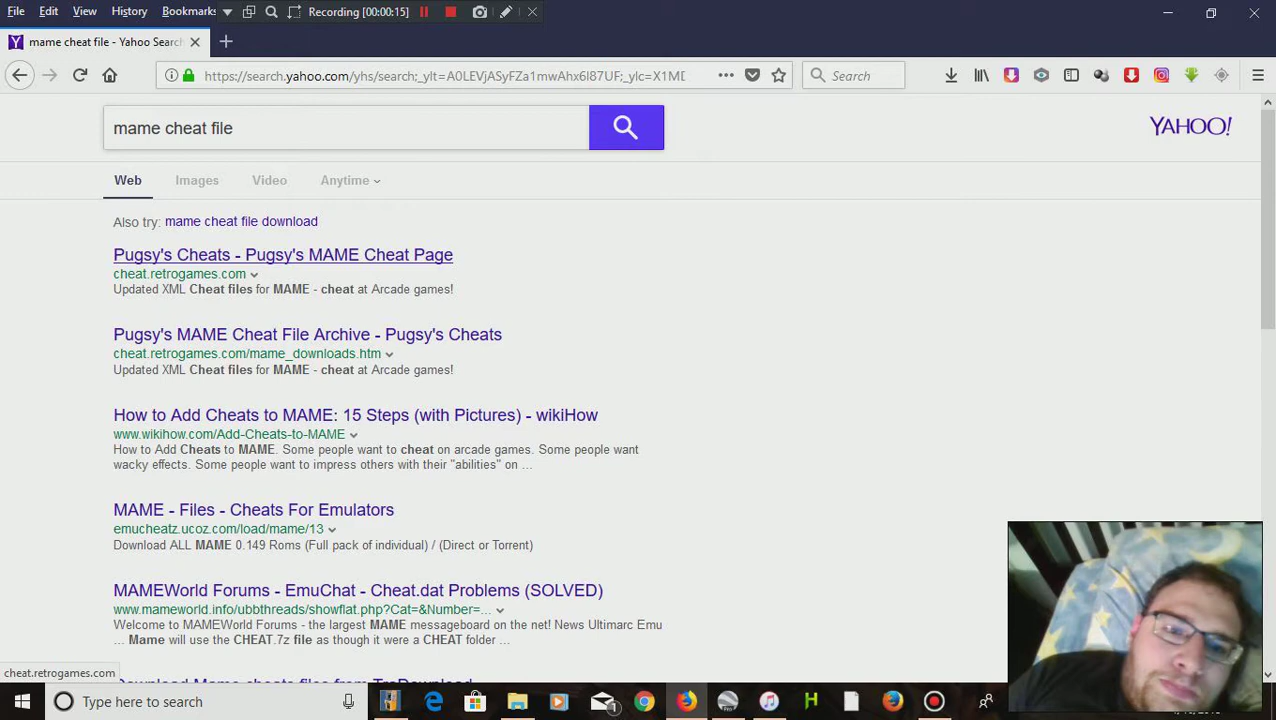 File Edit View History Bookmarks Recording [00:00:15]
mame cheat file - Yahoo Search
https://search.yahoo.com/yhs/search;_ylt=A0LEVjASyFZa1mwAhx6l87UF;_ylc=X1MD Search
mame cheat file
YAHOO!
Web Images Video Anytime
Also try: mame cheat file download
Pugsy's Cheats - Pugsy's MAME Cheat Page
cheat.retrogames.com
Updated XML Cheat files for MAME - cheat at Arcade games!
Pugsy's MAME Cheat File Archive - Pugsy's Cheats
cheat.retrogames.com/mame_downloads.htm
Updated XML Cheat files for MAME - cheat at Arcade games!
How to Add Cheats to MAME: 15 Steps (with Pictures) - wikiHow
www.wikihow.com/Add-Cheats-to-MAME
How to Add Cheats to MAME. Some people want to cheat on arcade games. Some people want
wacky effects. Some people want to impress others with their "abilities" on ...
MAME - Files - Cheats For Emulators
emucheatz.ucoz.com/load/mame/13
Download ALL MAME 0.149 Roms (Full pack of individual) / (Direct or Torrent)
MAMEWorld Forums - EmuChat - Cheat.dat Problems (SOLVED)
www.mameworld.info/ubbthreads/showflat.php?Cat=&Number=...
Welcome to MAMEWorld Forums - the largest MAME messageboard on the net! News Ultimarc Emu
... Mame will use the CHEAT.7z file as though it were a CHEAT folder ...
Download Mame cheats files from
cheat.retrogames.com
Type here to search
1